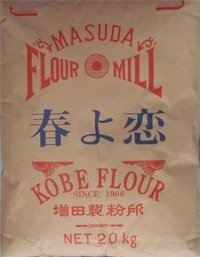 MASUDA
FLOUR MILL
春よ恋
KOBE FLOUR
SINCE 1906
増田製粉所
NET 20 kg